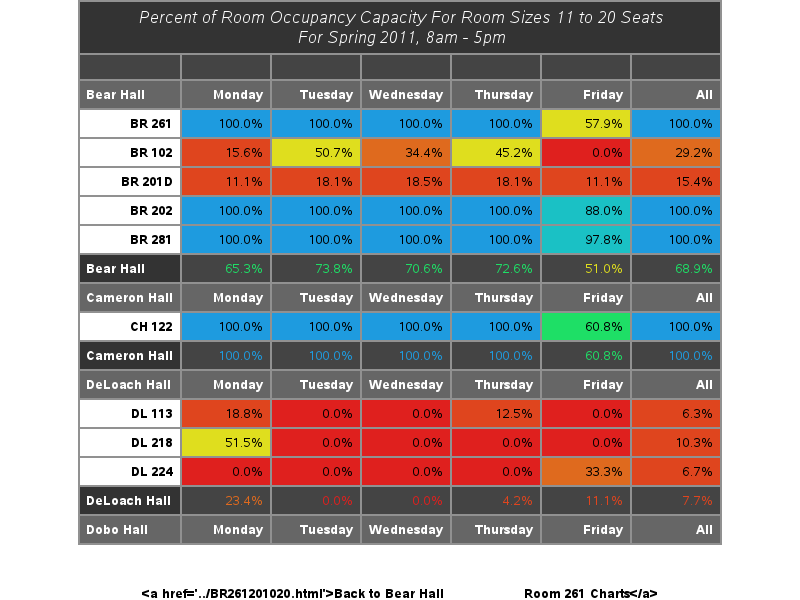 Percent of Room Occupancy Capacity For Room Sizes 11 to 20 Seats
For Spring 2011, 8am - 5pm
Bear Hall Monday Tuesday Wednesday Thursday Friday All
BR 261 100.0% 100.0% 100.0% 100.0% 57.9% 100.0%
BR 102 15.6% 50.7% 34.4% 45.2% 0.0% 29.2%
BR 201D 11.1% 18.1% 18.5% 18.1% 11.1% 15.4%
BR 202 100.0% 100.0% 100.0% 100.0% 88.0% 100.0%
BR 281 100.0% 100.0% 100.0% 100.0% 97.8% 100.0%
Bear Hall 65.3% 73.8% 70.6% 72.6% 51.0% 68.9%
Cameron Hall Monday Tuesday Wednesday Thursday Friday All
CH 122 100.0% 100.0% 100.0% 100.0% 60.8% 100.0%
Cameron Hall 100.0% 100.0% 100.0% 100.0% 60.8% 100.0%
DeLoach Hall Monday Tuesday Wednesday Thursday Friday All
DL 113 18.8% 0.0% 0.0% 12.5% 0.0% 6.3%
DL 218 51.5% 0.0% 0.0% 0.0% 0.0% 10.3%
DL 224 0.0% 0.0% 0.0% 0.0% 33.3% 6.7%
DeLoach Hall 23.4% 0.0% 0.0% 4.2% 11.1% 7.7%
Dobo Hall Monday Tuesday Wednesday Thursday Friday All
<a href='../BR261201020.html'>Back to Bear Hall Room 261 Charts</a>